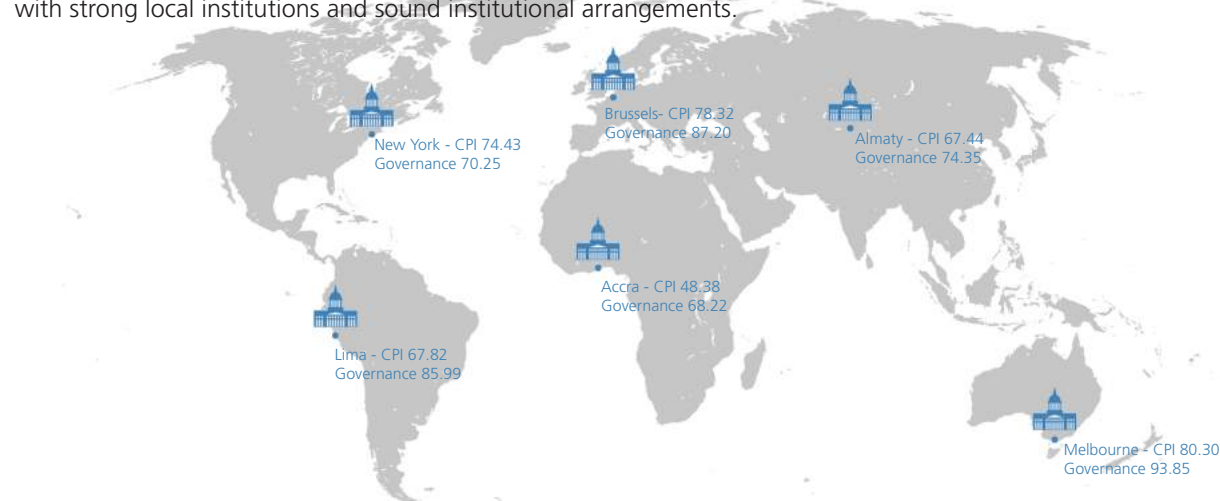 with strong local institutions and sound institutional arrangements.
Brussels- CPI 78.32
Governance 87.20
New York - CPI 74.43
Governance 70.25
Almaty - CPI 67.44
Governance 74.35
Accra - CPI 48.38
Governance 68.22
Lima - CPI 67.82
Governance 85.99
Melbourne - CPI 80.30
Governance 93.85